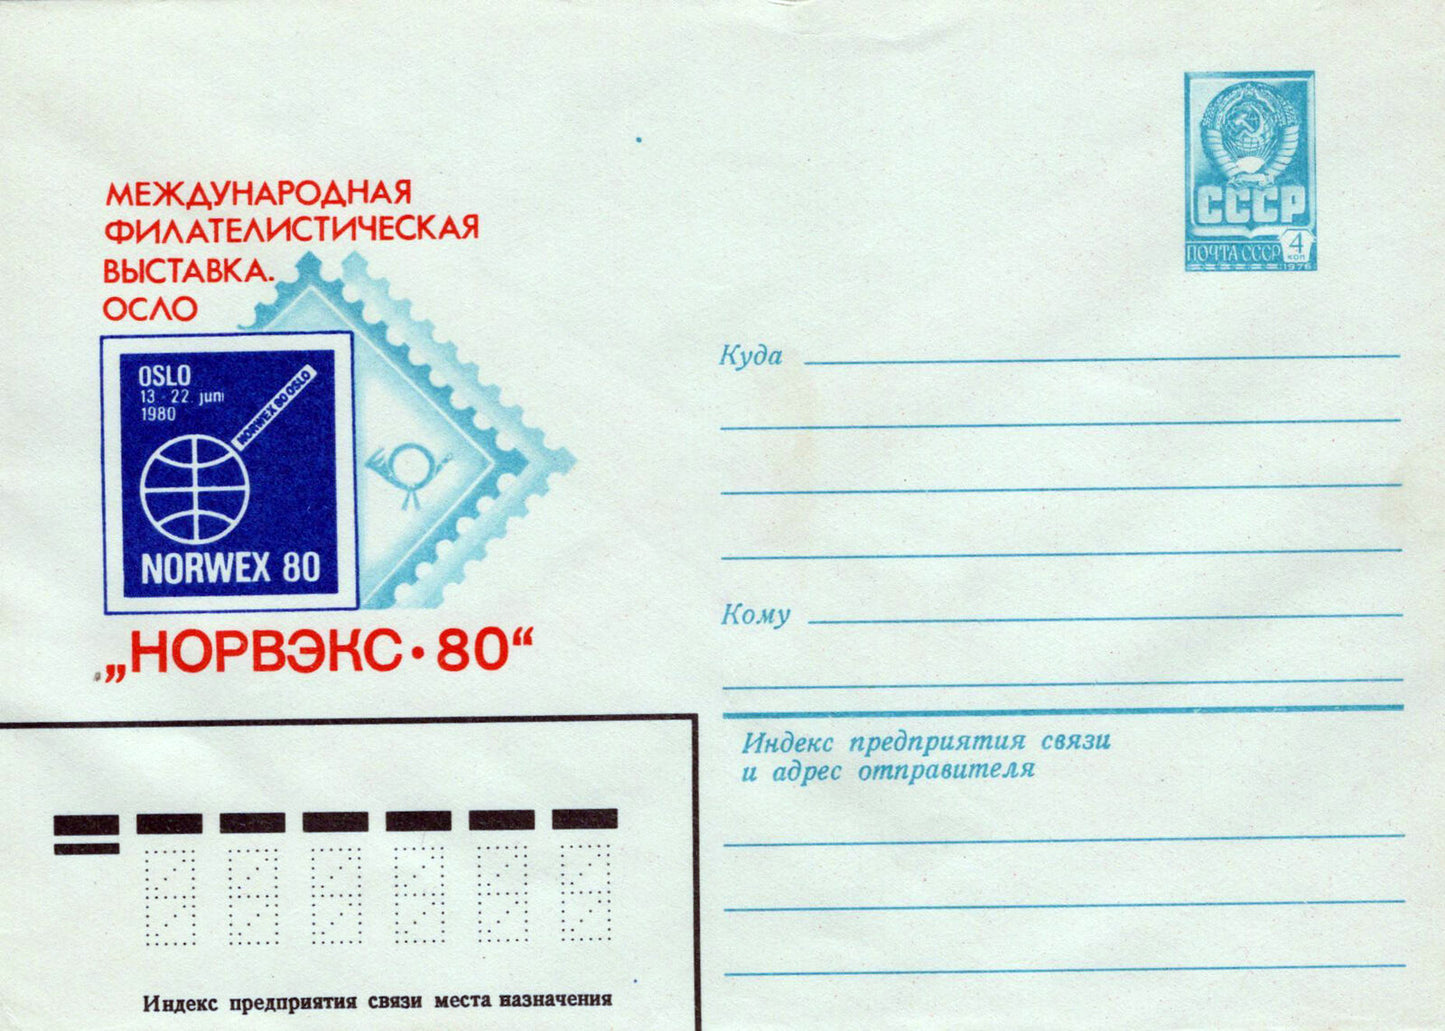 МЕЖДУНАРОДНАЯ
ФИЛАТЕЛИСТИЧЕСКАЯ
ВЫСТАВКА.
ОСЛО
OSLO
13-22 juni
1980
NORWEX 80 OSLO
NORWEX 80
„НОРВЭКС·80“
СССР
ПОЧТА СССР 4
коп
1976
Куда
Кому
Индекс предприятия связи
и адрес отправителя
Индекс предприятия связи места назначения